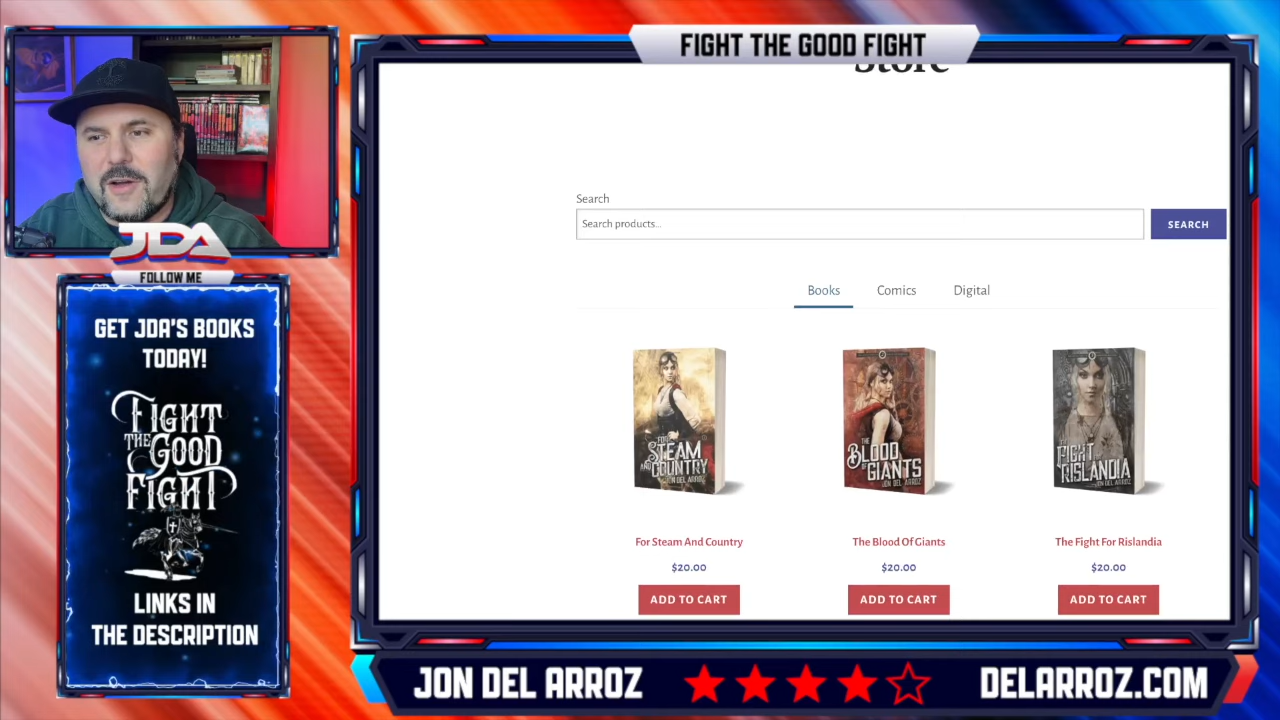 FIGHT THE GOOD FIGHT
Store
Search
Search products...
SEARCH
Books
Comics
Digital
FOR
STEAM
AND COUNTRY
JON DEL ARROZ
THE
BLOOD
OF
GIANTS
JON DEL ARROZ
FIGHT
RISLANDIA
JON DEL ARROZ
For Steam And Country
The Blood Of Giants
The Fight For Rislandia
$20.00
$20.00
$20.00
ADD TO CART
ADD TO CART
ADD TO CART
JDA
FOLLOW ME
GET JDA'S BOOKS
TODAY!
FIGHT
THE GOOD
FIGHT
LINKS IN
THE DESCRIPTION
JON DEL ARROZ
DELARROZ.COM